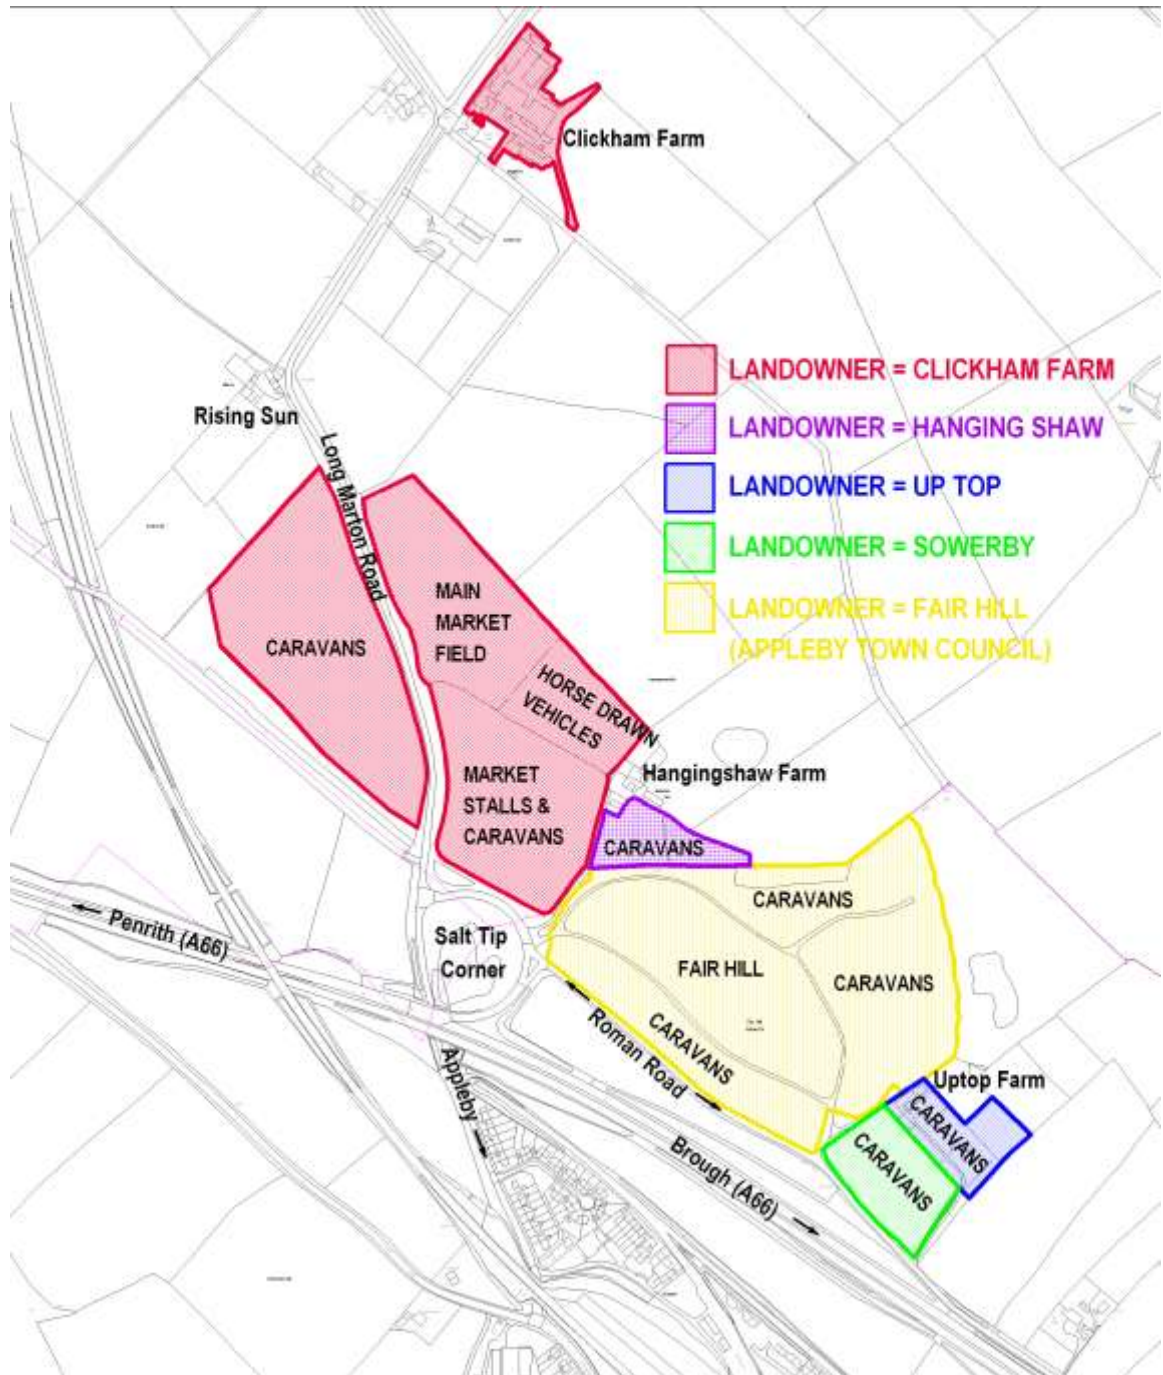 Clickham Farm
LANDOWNER = CLICKHAM FARM
LANDOWNER = HANGING SHAW
LANDOWNER = UP TOP
LANDOWNER = SOWERBY
LANDOWNER = FAIR HILL
(APPLEBY TOWN COUNCIL)
Rising Sun
Long Marton Road
MAIN
MARKET
FIELD
CARAVANS
HORSE DRAWN
VEHICLES
MARKET
STALLS &
CARAVANS
Hangingshaw Farm
CARAVANS
CARAVANS
Penrith (A66)
Salt Tip
Corner
FAIR HILL
CARAVANS
CARAVANS
Roman Road
Appleby
Uptop Farm
CARAVANS
CARAVANS
Brough (A66)